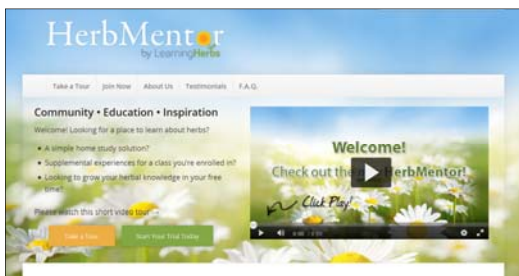 HerbMentor
by LearningHerbs
Take a Tour Join Now About Us Testimonials F.A.Q.
Community • Education • Inspiration
Welcome! Looking for a place to learn about herbs?
• A simple home study solution?
• Supplemental experiences for a class you're enrolled in?
• Looking to grow your herbal knowledge in your free
time?
Please watch this short video tour
Take a Tour Start Your Trial Today
Welcome!
Check out the HerbMentor!
Click Play!